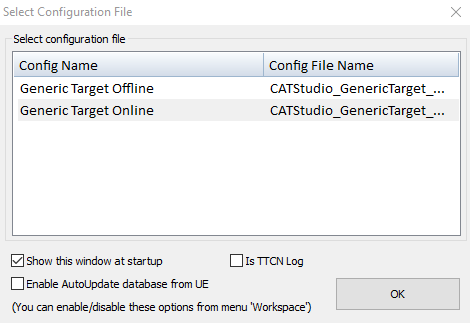 Select Configuration File
Select configuration file
Config Name Config File Name
Generic Target Offline CATStudio_GenericTarget_...
Generic Target Online CATStudio_GenericTarget_...
Show this window at startup Is TTCN Log
Enable AutoUpdate database from UE
(You can enable/disable these options from menu 'Workspace') OK